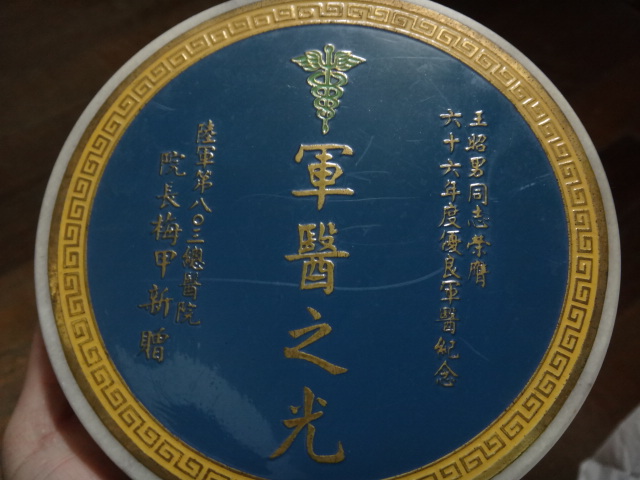 王昭男同志榮膺
六十六年度優良軍醫紀念
軍醫之光
陸軍第八〇三總醫院
院長梅甲新贈